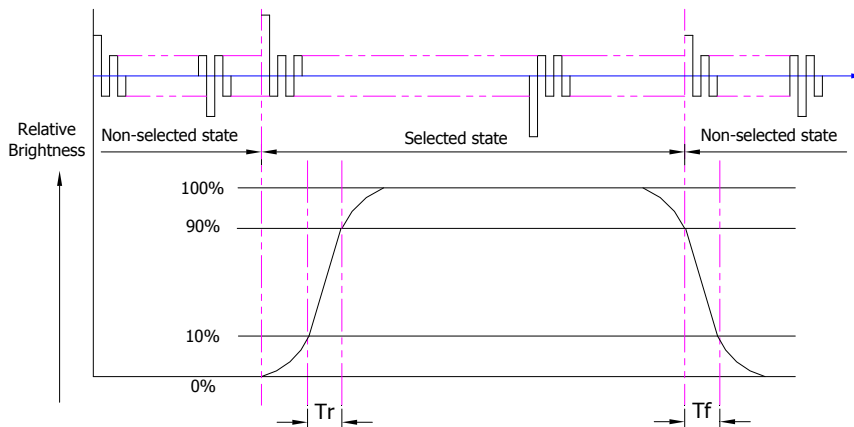 Relative
Brightness
Non-selected state
Selected state
Non-selected state
100%
90%
10%
0%
Tr
Tf